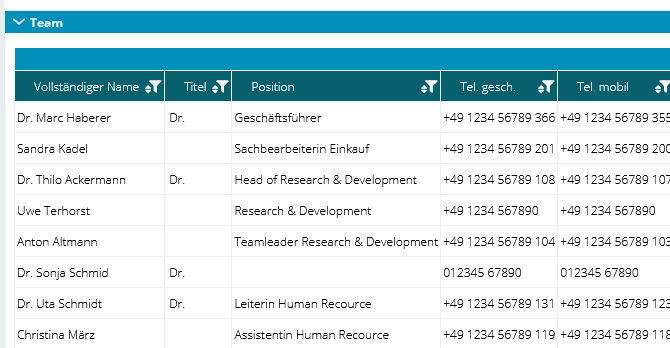 Team
Vollständiger Name Titel Position Tel. gesch. Tel. mobil
Dr. Marc Haberer Dr. Geschäftsführer +49 1234 56789 366 +49 1234 56789 355
Sandra Kadel Sachbearbeiterin Einkauf +49 1234 56789 201 +49 1234 56789 200
Dr. Thilo Ackermann Dr. Head of Research & Development +49 1234 56789 108 +49 1234 56789 107
Uwe Terhorst Research & Development +49 1234 567890 +49 1234 567890
Anton Altmann Teamleader Research & Development +49 1234 56789 104 +49 1234 56789 103
Dr. Sonja Schmid Dr. 012345 67890 012345 67890
Dr. Uta Schmidt Dr. Leiterin Human Recource +49 1234 56789 131 +49 1234 56789 123
Christina März Assistentin Human Recource +49 1234 56789 119 +49 1234 56789 118